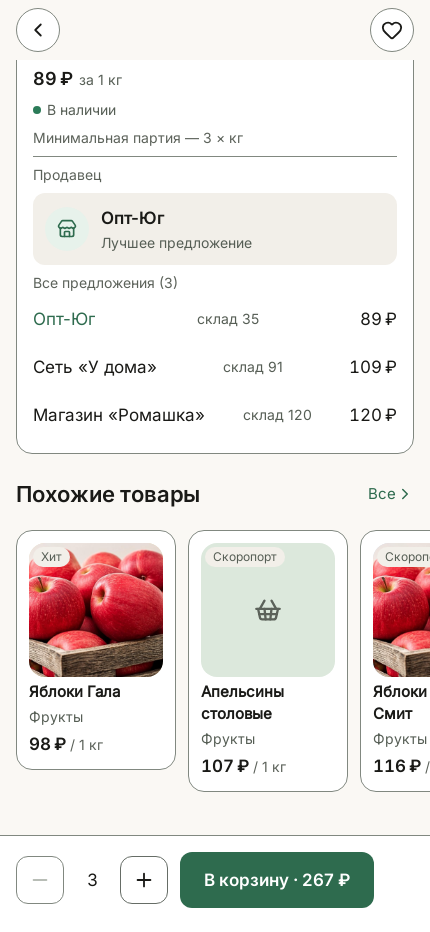 89 ₽ за 1 кг
В наличии
Минимальная партия — 3 × кг
Продавец
Опт-Юг
Лучшее предложение
Все предложения (3)
Опт-Юг склад 35 89 ₽
Сеть «У дома» склад 91 109 ₽
Магазин «Ромашка» склад 120 120 ₽
Похожие товары Все
Хит
Яблоки Гала
Фрукты
98 ₽ / 1 кг
Скоропорт
Апельсины
столовые
Фрукты
107 ₽ / 1 кг
Скороп
Яблоки
Смит
Фрукты
116 ₽ /
3
В корзину · 267 ₽